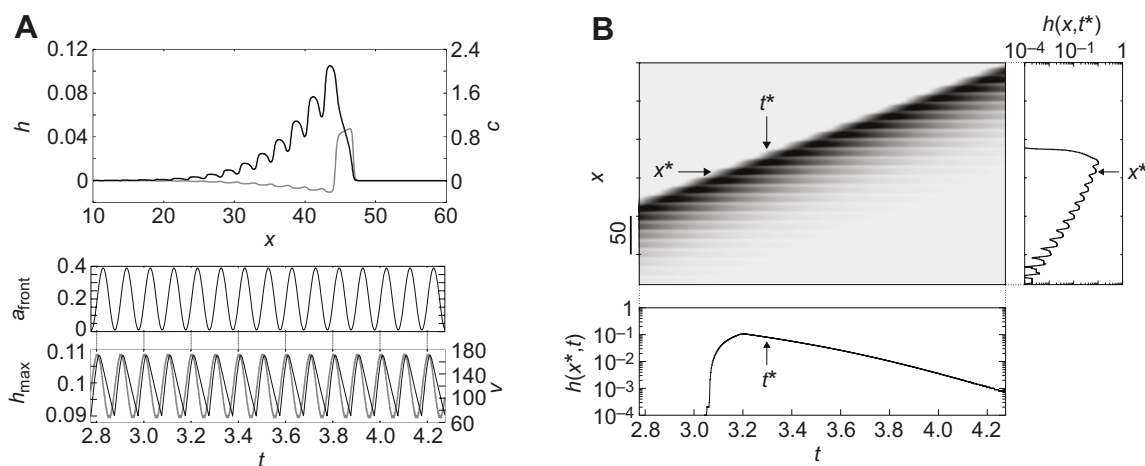 A
h
0.12
0.08
0.04
0
2.4
1.6
0.8
0
c
10 20 30 40 50 60
x
a_front
0.4
0.2
0
h_max
0.11
0.1
0.09
180
140
100
60
v
2.8 3.0 3.2 3.4 3.6 3.8 4.0 4.2
t
B
h(x,t*)
10⁻⁴ 10⁻¹ 1
t*
x*
x*
x
50
h(x*,t)
1
10⁻¹
10⁻²
10⁻³
10⁻⁴
t*
2.8 3.0 3.2 3.4 3.6 3.8 4.0 4.2
t